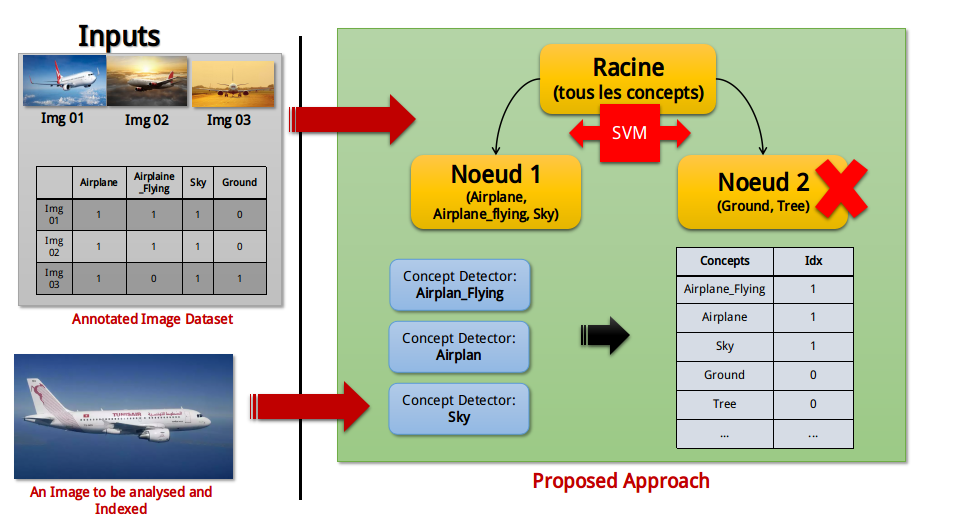 Inputs
Img 01
Img 02
Img 03
Airplane
Airplaine
_Flying
Sky
Ground
Img
01
1
1
1
0
Img
02
1
1
1
0
Img
03
1
0
1
1
Annotated Image Dataset
TUNISAIR
An Image to be analysed and
Indexed
Racine
(tous les concepts)
SVM
Noeud 1
(Airplane,
Airplane_flying, Sky)
Noeud 2
(Ground, Tree)
Concept Detector:
Airplan_Flying
Concept Detector:
Airplan
Concept Detector:
Sky
Concepts
Idx
Airplane_Flying
1
Airplane
1
Sky
1
Ground
0
Tree
0
...
...
Proposed Approach